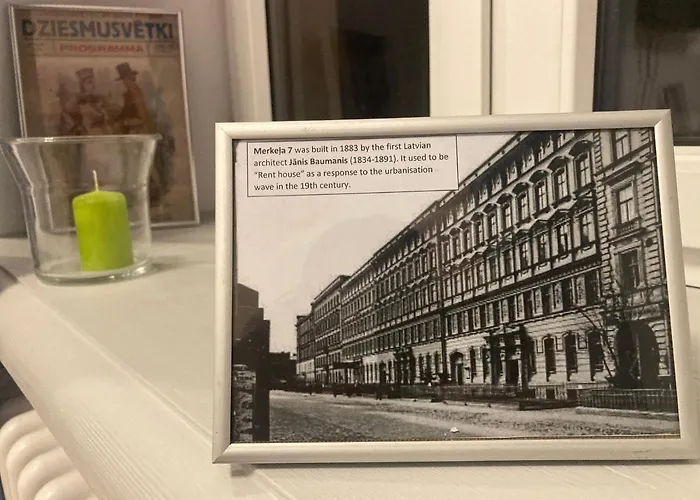 DZIESMUSVĒTKI
PROGRAMMA
Merkeļa 7 was built in 1883 by the first Latvian
architect Jānis Baumanis (1834-1891). It used to be
“Rent house” as a response to the urbanisation
wave in the 19th century.